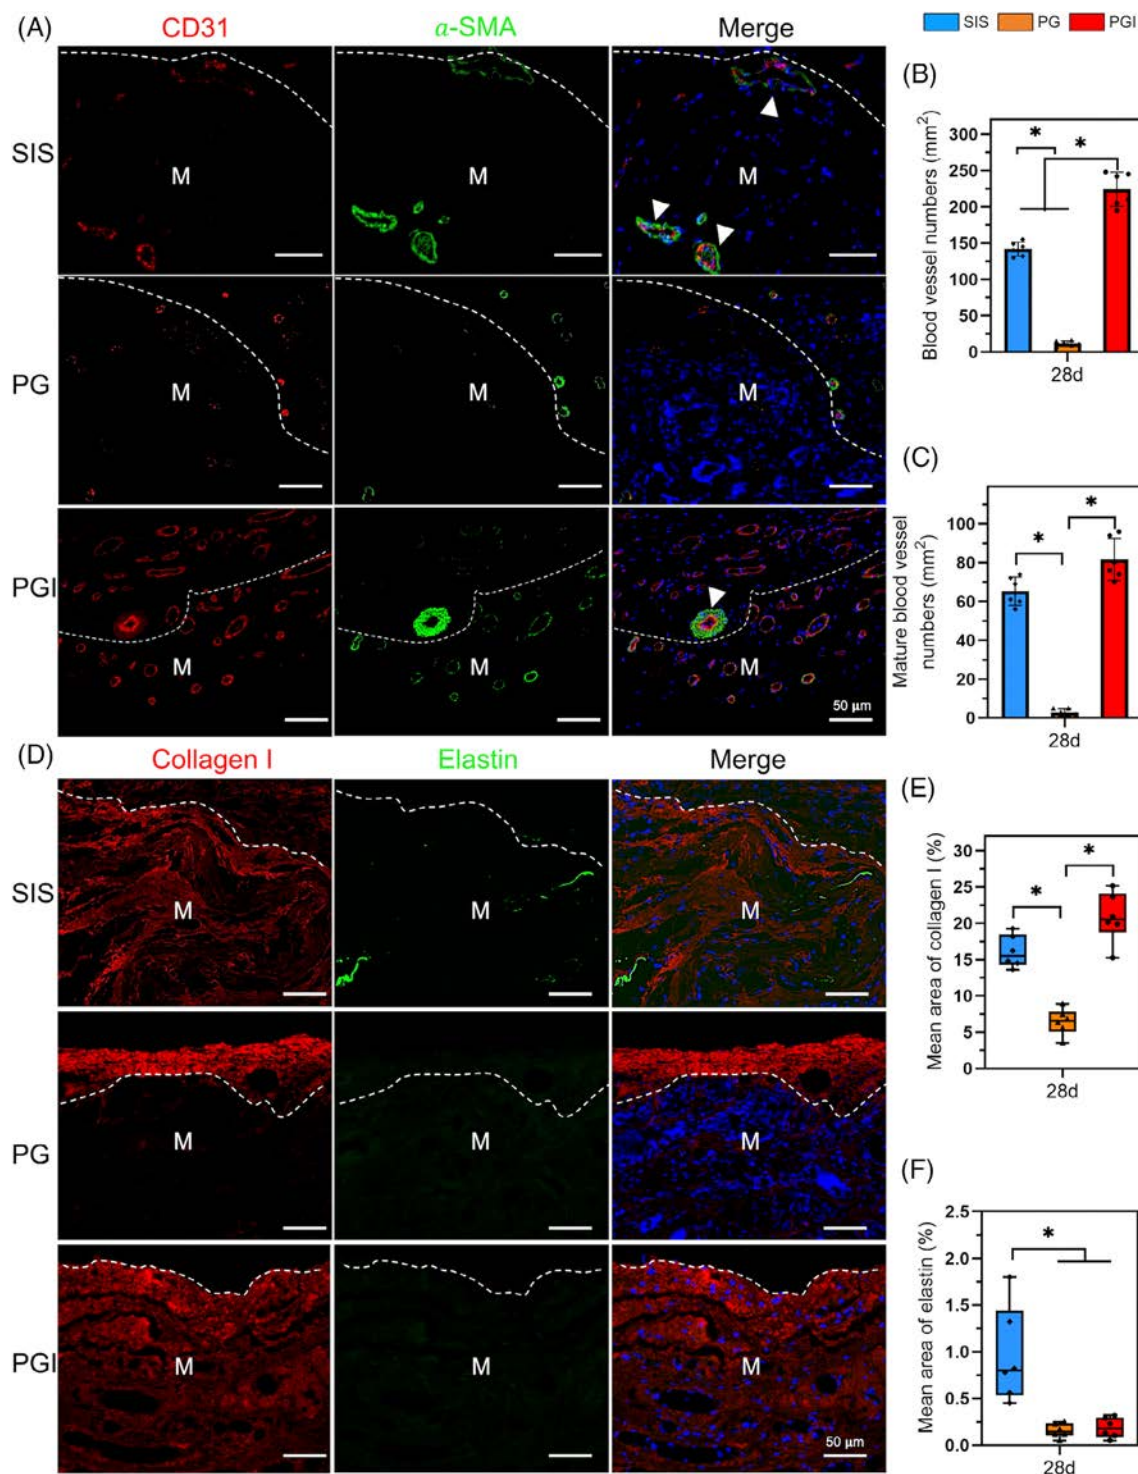 (A) CD31 α-SMA Merge
SIS PG PGI
SIS
M M M
PG
M M M
PGI
M M M
50 μm
(B)
Blood vessel numbers (mm²)
300
250
200
150
100
50
0
*
*
28d
(C)
Mature blood vessel
numbers (mm²)
100
80
60
40
20
0
*
*
28d
(D) Collagen I Elastin Merge
SIS
M M M
PG
M M M
PGI
M M M
50 μm
(E)
Mean area of collagen I (%)
30
25
20
15
10
5
0
*
*
28d
(F)
Mean area of elastin (%)
2.5
2.0
1.5
1.0
0.5
0.0
*
28d